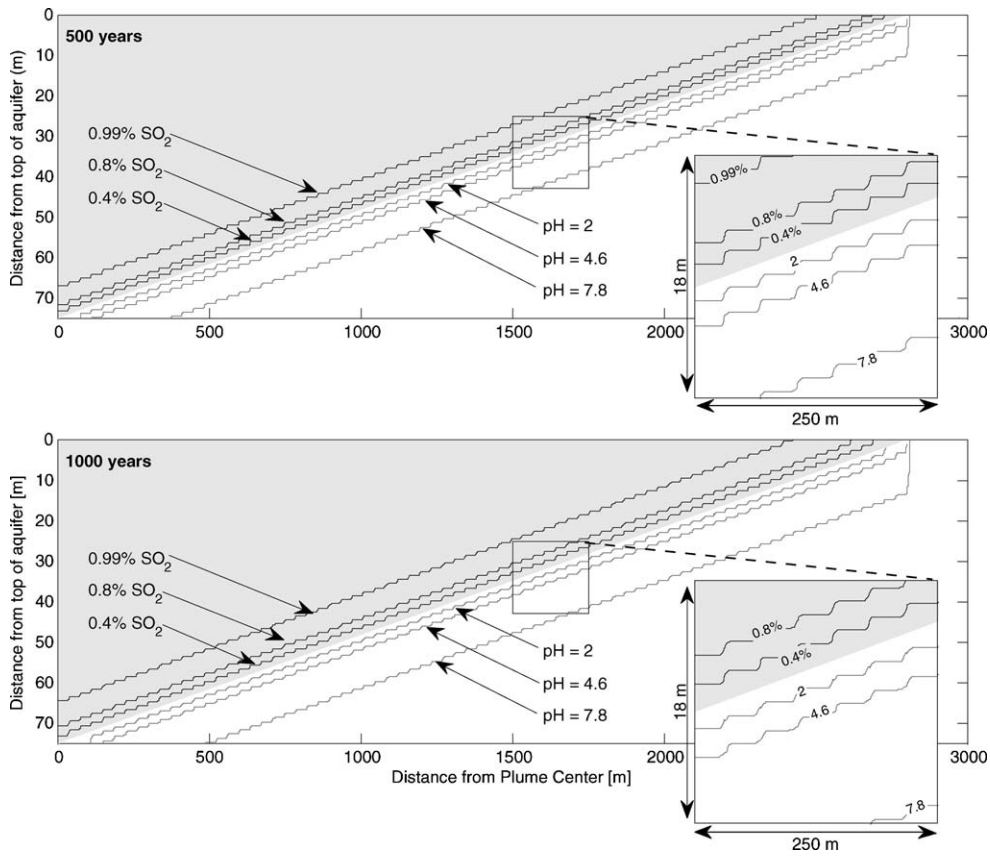 500 years
Distance from top of aquifer (m)
0
10
20
30
40
50
60
70
0.99% SO2
0.8% SO2
0.4% SO2
pH = 2
pH = 4.6
pH = 7.8
0 500 1000 1500 2000 3000
18 m
0.99%
0.8%
0.4%
2
4.6
7.8
250 m
1000 years
Distance from top of aquifer [m]
0
10
20
30
40
50
60
70
0.99% SO2
0.8% SO2
0.4% SO2
pH = 2
pH = 4.6
pH = 7.8
0 500 1000 1500 2000 3000
Distance from Plume Center [m]
18 m
0.8%
0.4%
2
4.6
7.8
250 m